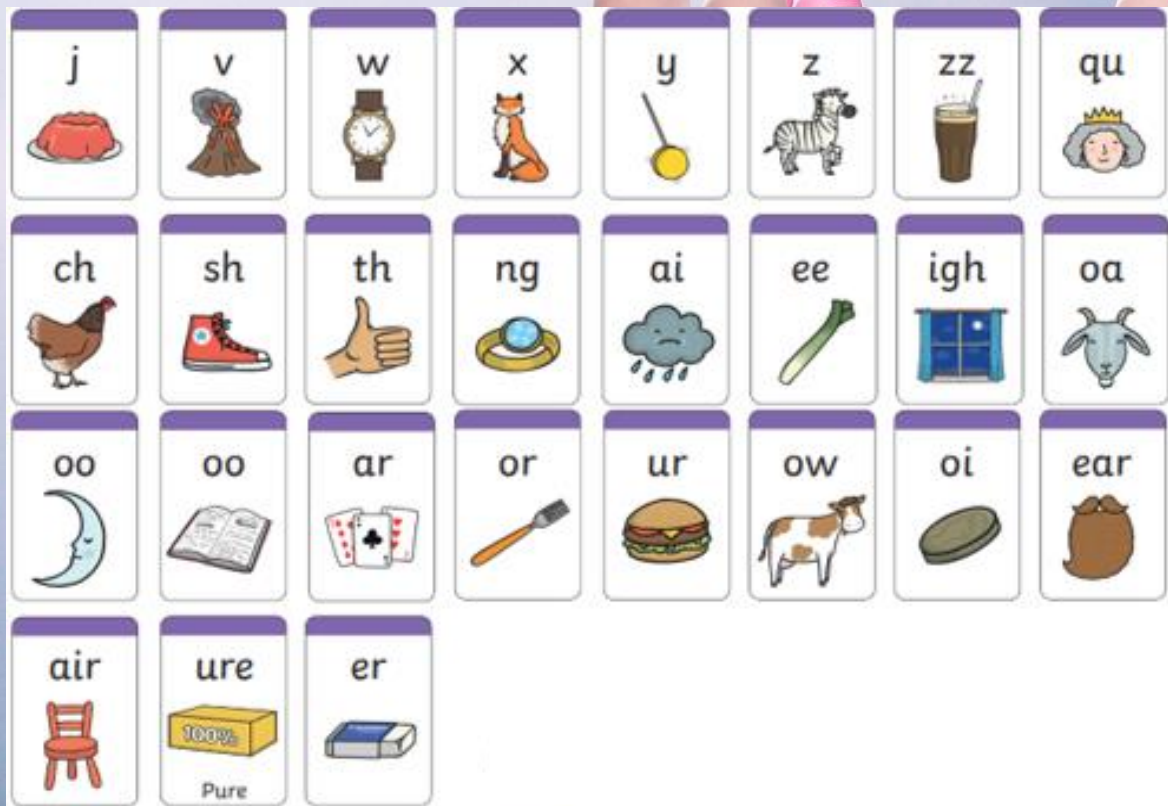 j v w x y z zz qu
ch sh th ng ai ee igh oa
oo oo ar or ur ow oi ear
air ure er
100%
Pure